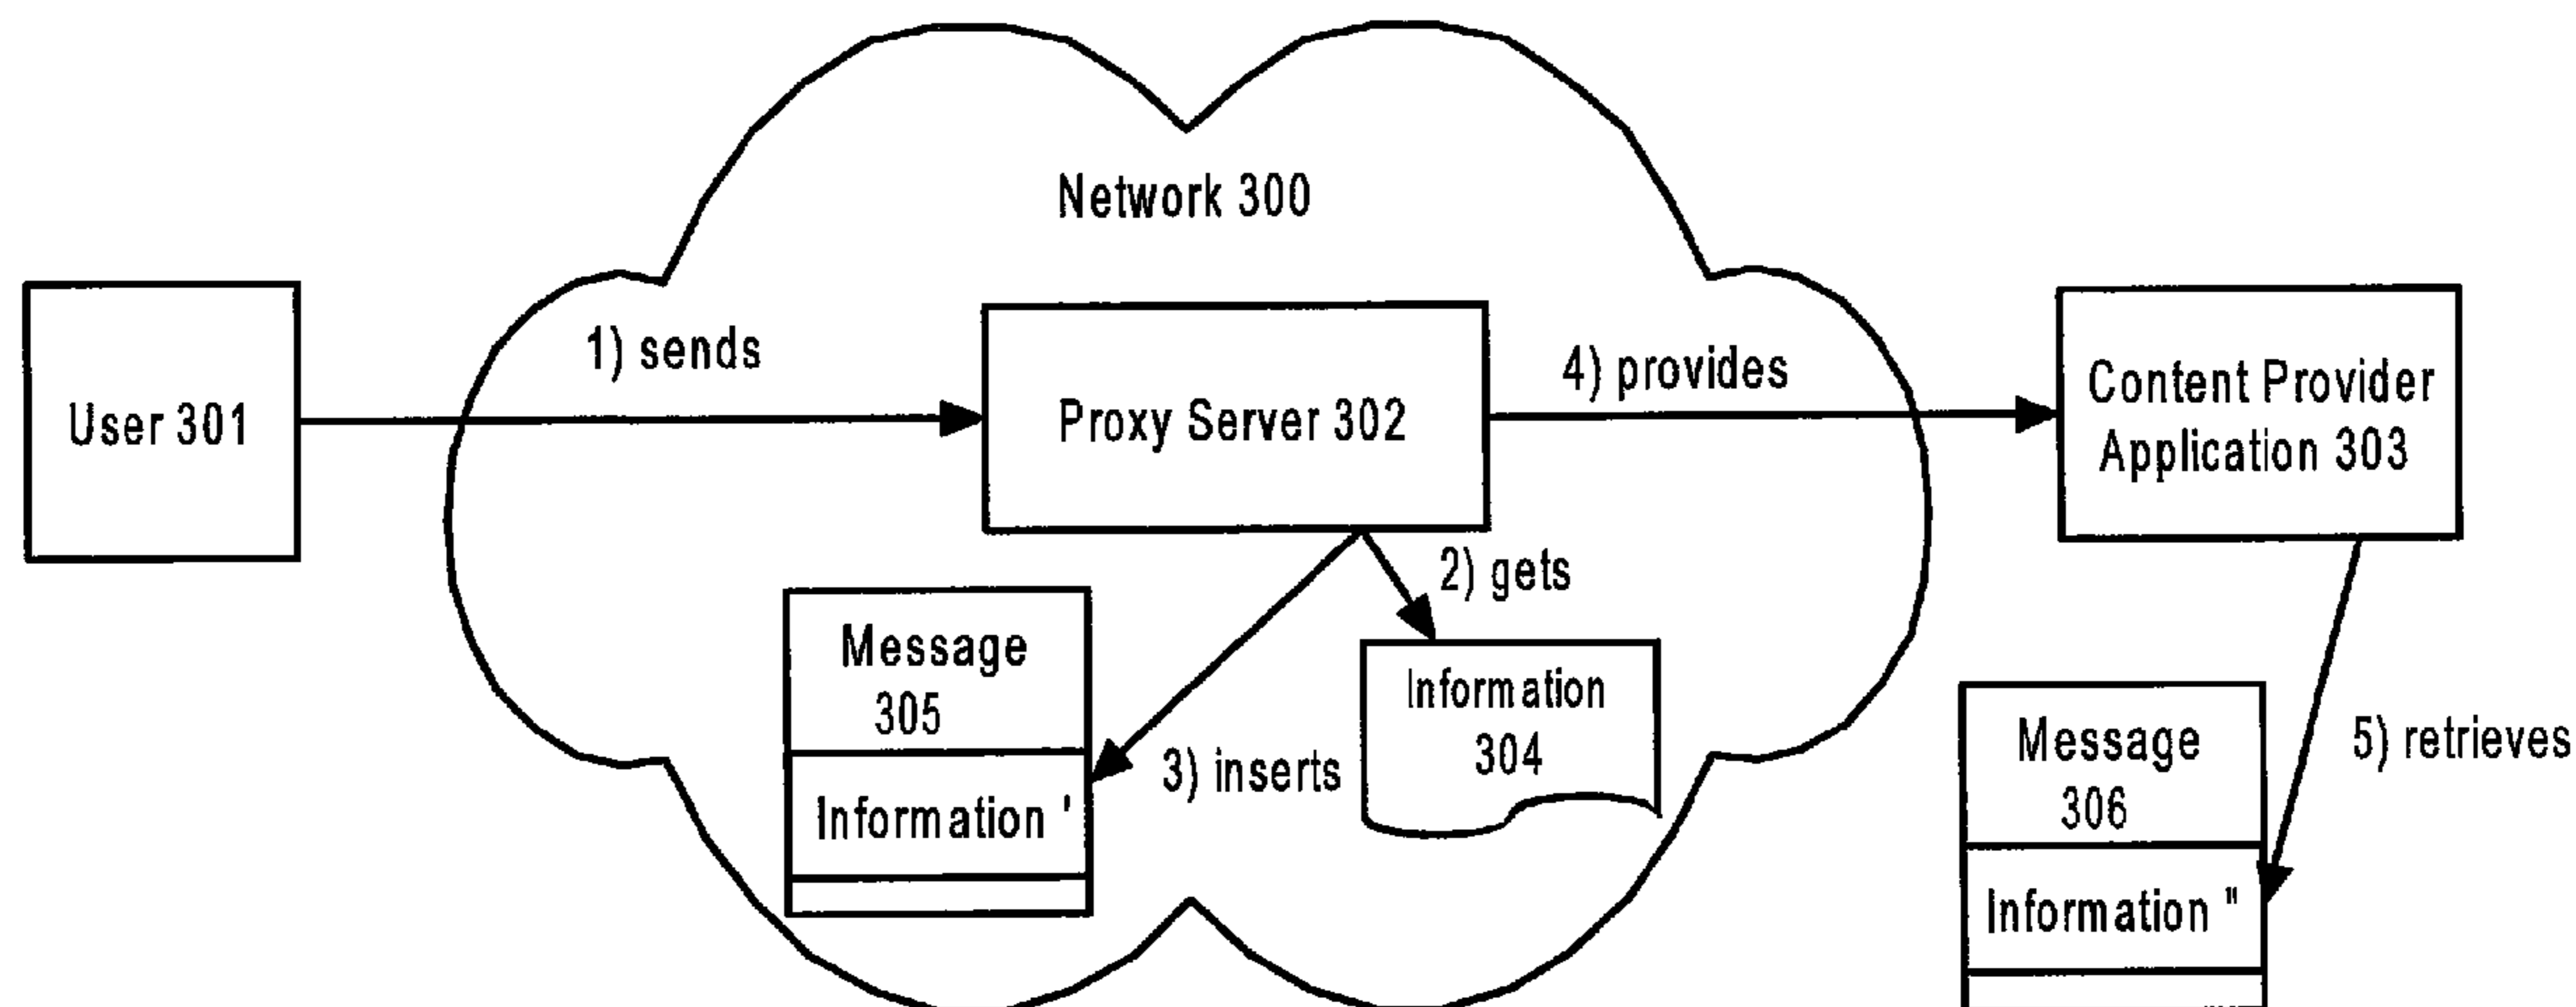 Network 300
User 301
1) sends
Proxy Server 302
4) provides
Content Provider
Application 303
2) gets
Message
305
Information '
3) inserts
Information
304
Message
306
Information "
5) retrieves